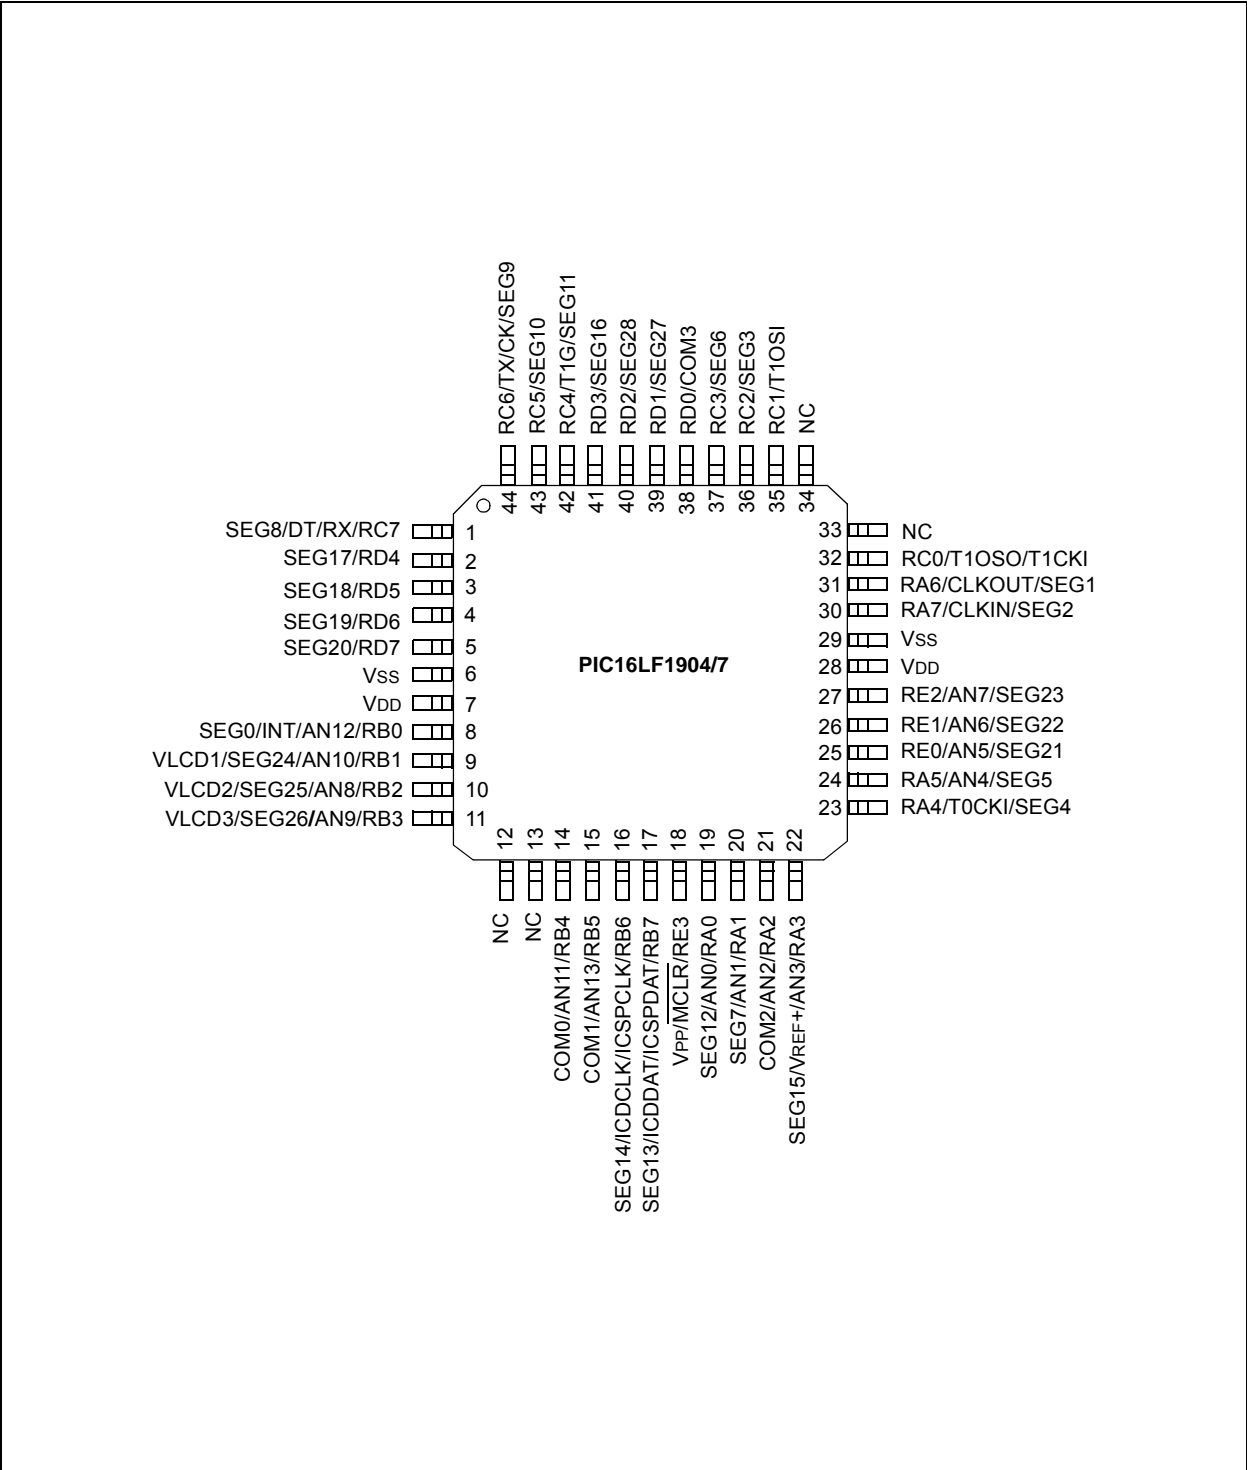 RC6/TX/CK/SEG9
RC5/SEG10
RC4/T1G/SEG11
RD3/SEG16
RD2/SEG28
RD1/SEG27
RD0/COM3
RC3/SEG6
RC2/SEG3
RC1/T1OSI
NC
44
43
42
41
40
39
38
37
36
35
34
SEG8/DT/RX/RC7 1
SEG17/RD4 2
SEG18/RD5 3
SEG19/RD6 4
SEG20/RD7 5
VSS 6
VDD 7
SEG0/INT/AN12/RB0 8
VLCD1/SEG24/AN10/RB1 9
VLCD2/SEG25/AN8/RB2 10
VLCD3/SEG26/AN9/RB3 11
PIC16LF1904/7
33 NC
32 RC0/T1OSO/T1CKI
31 RA6/CLKOUT/SEG1
30 RA7/CLKIN/SEG2
29 VSS
28 VDD
27 RE2/AN7/SEG23
26 RE1/AN6/SEG22
25 RE0/AN5/SEG21
24 RA5/AN4/SEG5
23 RA4/T0CKI/SEG4
12
13
14
15
16
17
18
19
20
21
22
NC
NC
COM0/AN11/RB4
COM1/AN13/RB5
SEG14/ICDCLK/ICSPCLK/RB6
SEG13/ICDDAT/ICSPDAT/RB7
VPP/MCLR/RE3
SEG12/AN0/RA0
SEG7/AN1/RA1
COM2/AN2/RA2
SEG15/VREF+/AN3/RA3